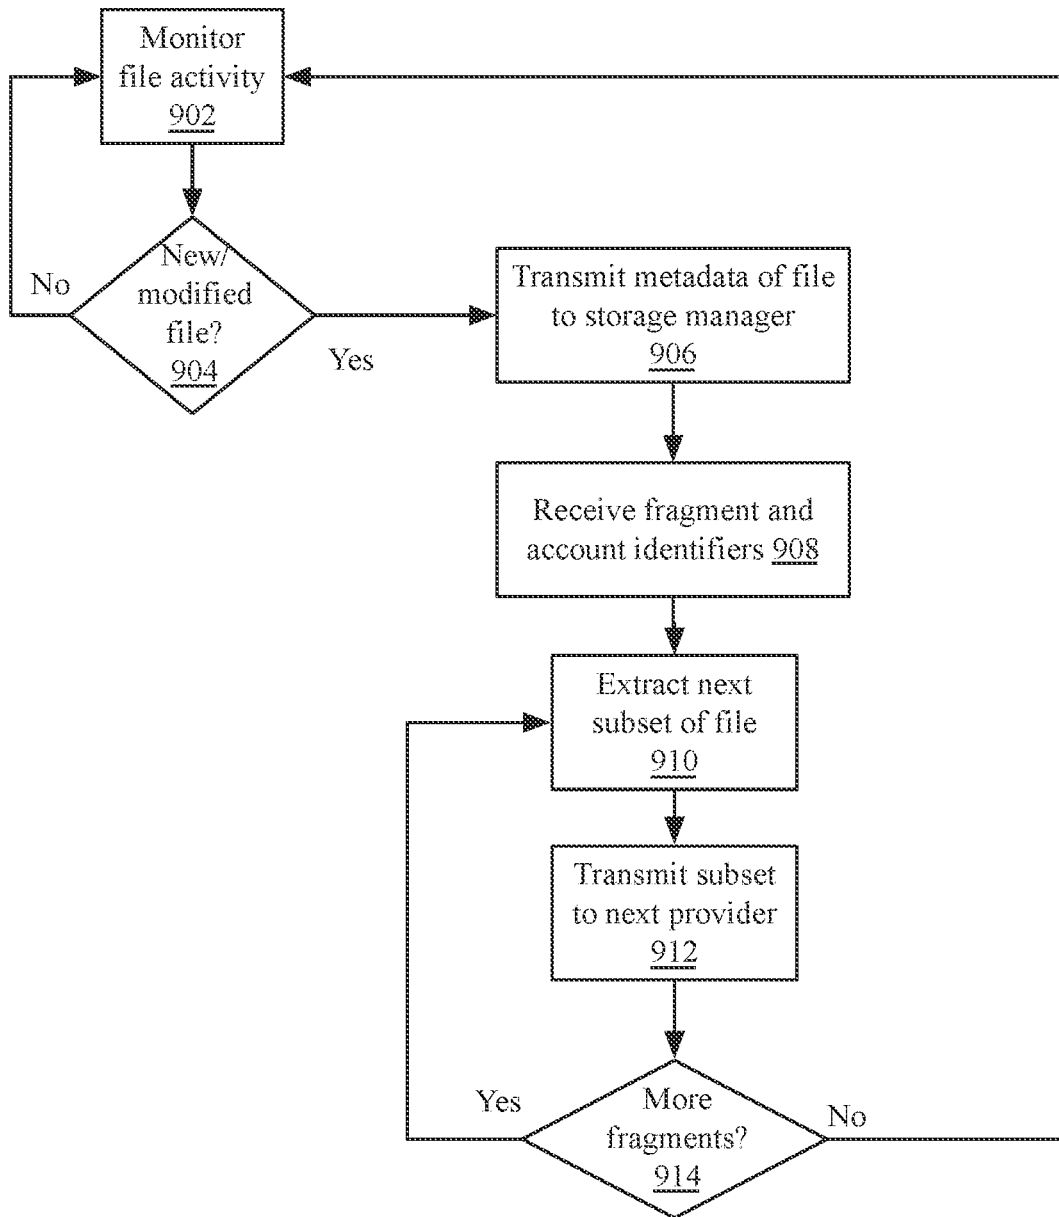 Monitor
file activity
902
New/
modified
file?
904
No
Yes
Transmit metadata of file
to storage manager
906
Receive fragment and
account identifiers 908
Extract next
subset of file
910
Transmit subset
to next provider
912
More
fragments?
914
Yes
No